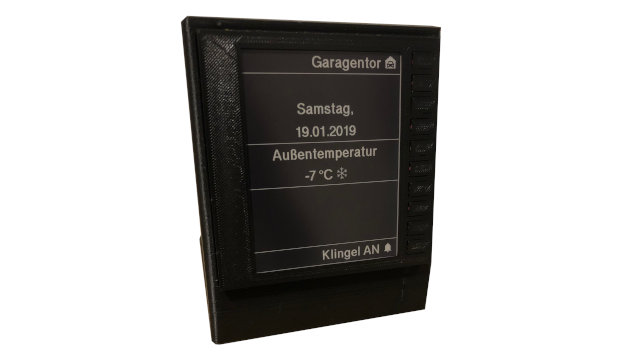 Garagentor
Samstag,
19.01.2019
Außentemperatur
-7 °C
Klingel AN